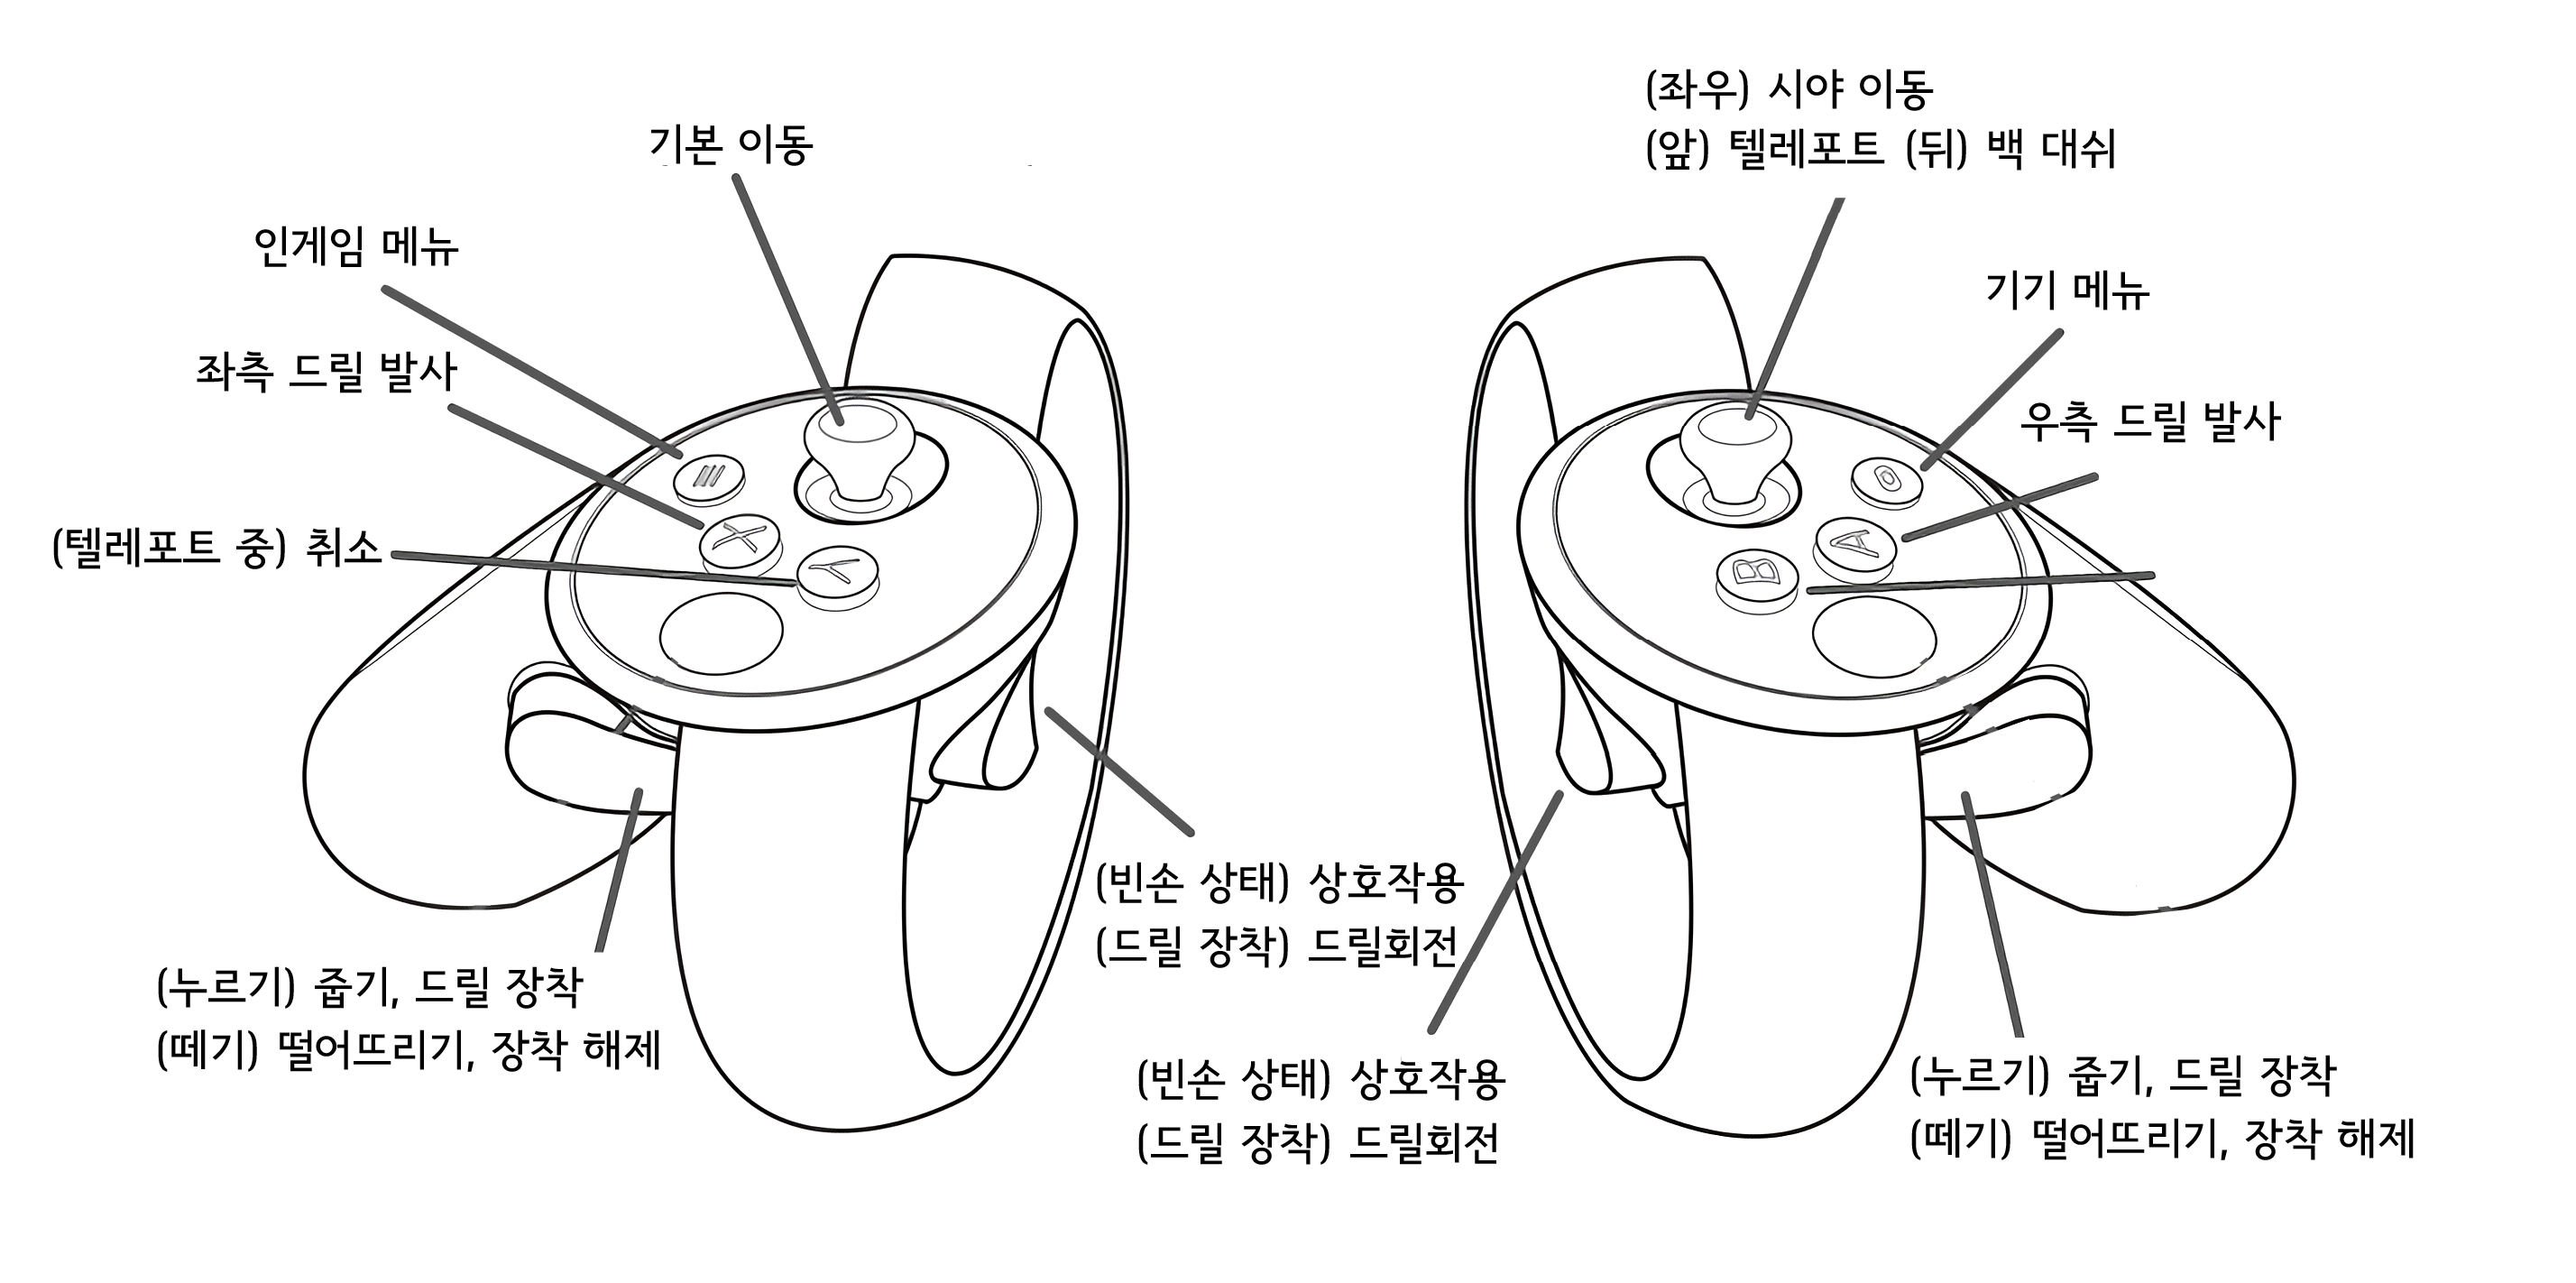 기본 이동
인게임 메뉴
좌측 드릴 발사
(텔레포트 중) 취소
X
Y
(누르기) 줍기, 드릴 장착
(떼기) 떨어뜨리기, 장착 해제
(빈손 상태) 상호작용
(드릴 장착) 드릴회전
(좌우) 시야 이동
(앞) 텔레포트 (뒤) 백 대쉬
기기 메뉴
우측 드릴 발사
A
B
(빈손 상태) 상호작용
(드릴 장착) 드릴회전
(누르기) 줍기, 드릴 장착
(떼기) 떨어뜨리기, 장착 해제